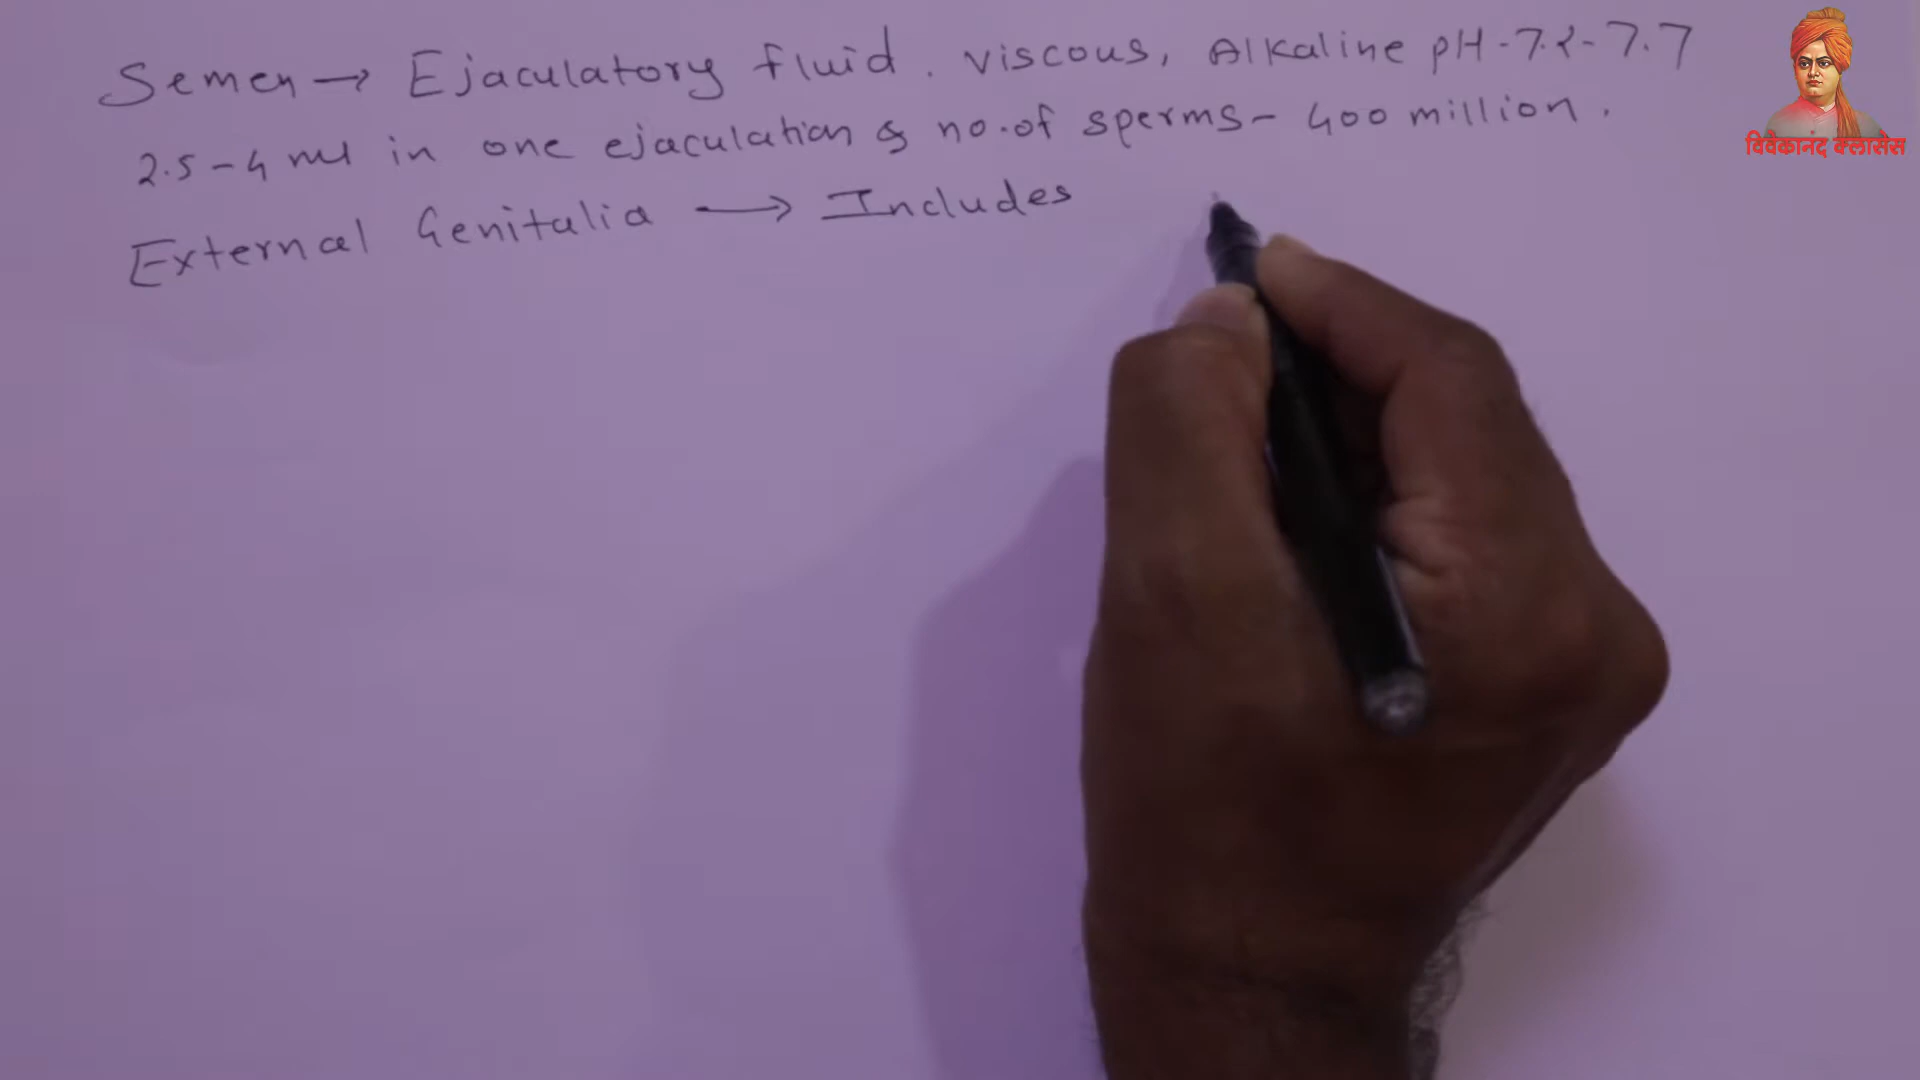 Semen → Ejaculatory fluid. viscous, Alkaline pH-7.2-7.7
2.5-4 ml in one ejaculation & no.of sperms- 400 million.
External Genitalia → Includes
विवेकानंद क्लासेस